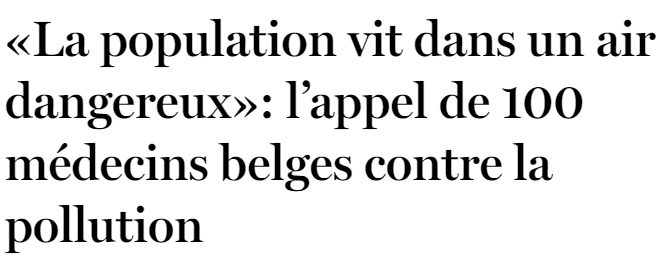 «La population vit dans un air
dangereux»: l’appel de 100
médecins belges contre la
pollution